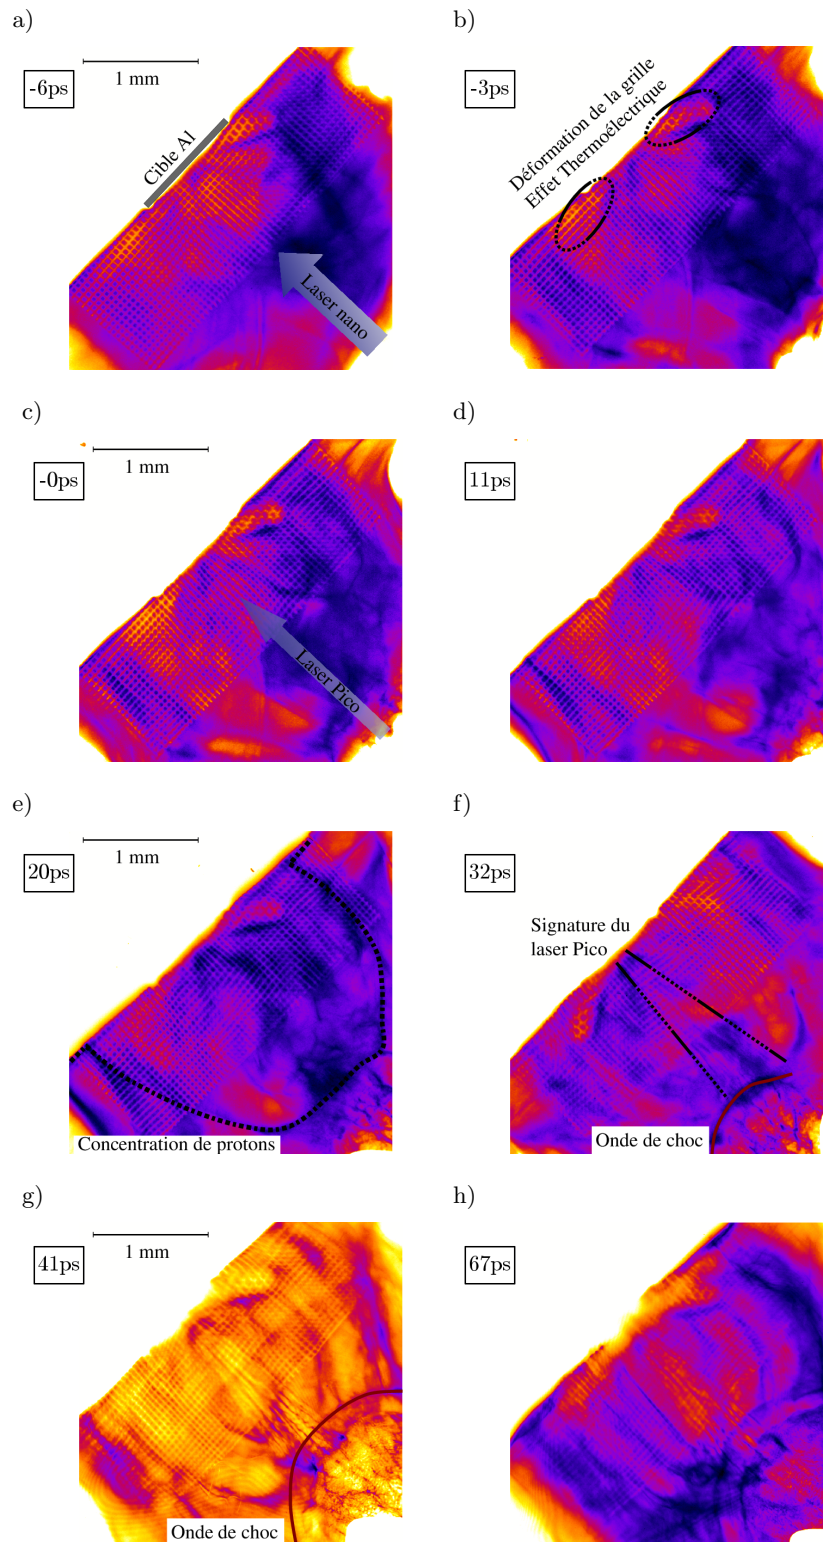 a)
-6ps
1 mm
Cible Al
Laser nano
b)
-3ps
Déformation de la grille
Effet Thermoélectrique
c)
-0ps
1 mm
Laser Pico
d)
11ps
e)
20ps
1 mm
Concentration de protons
f)
32ps
Signature du
laser Pico
Onde de choc
g)
41ps
1 mm
Onde de choc
h)
67ps